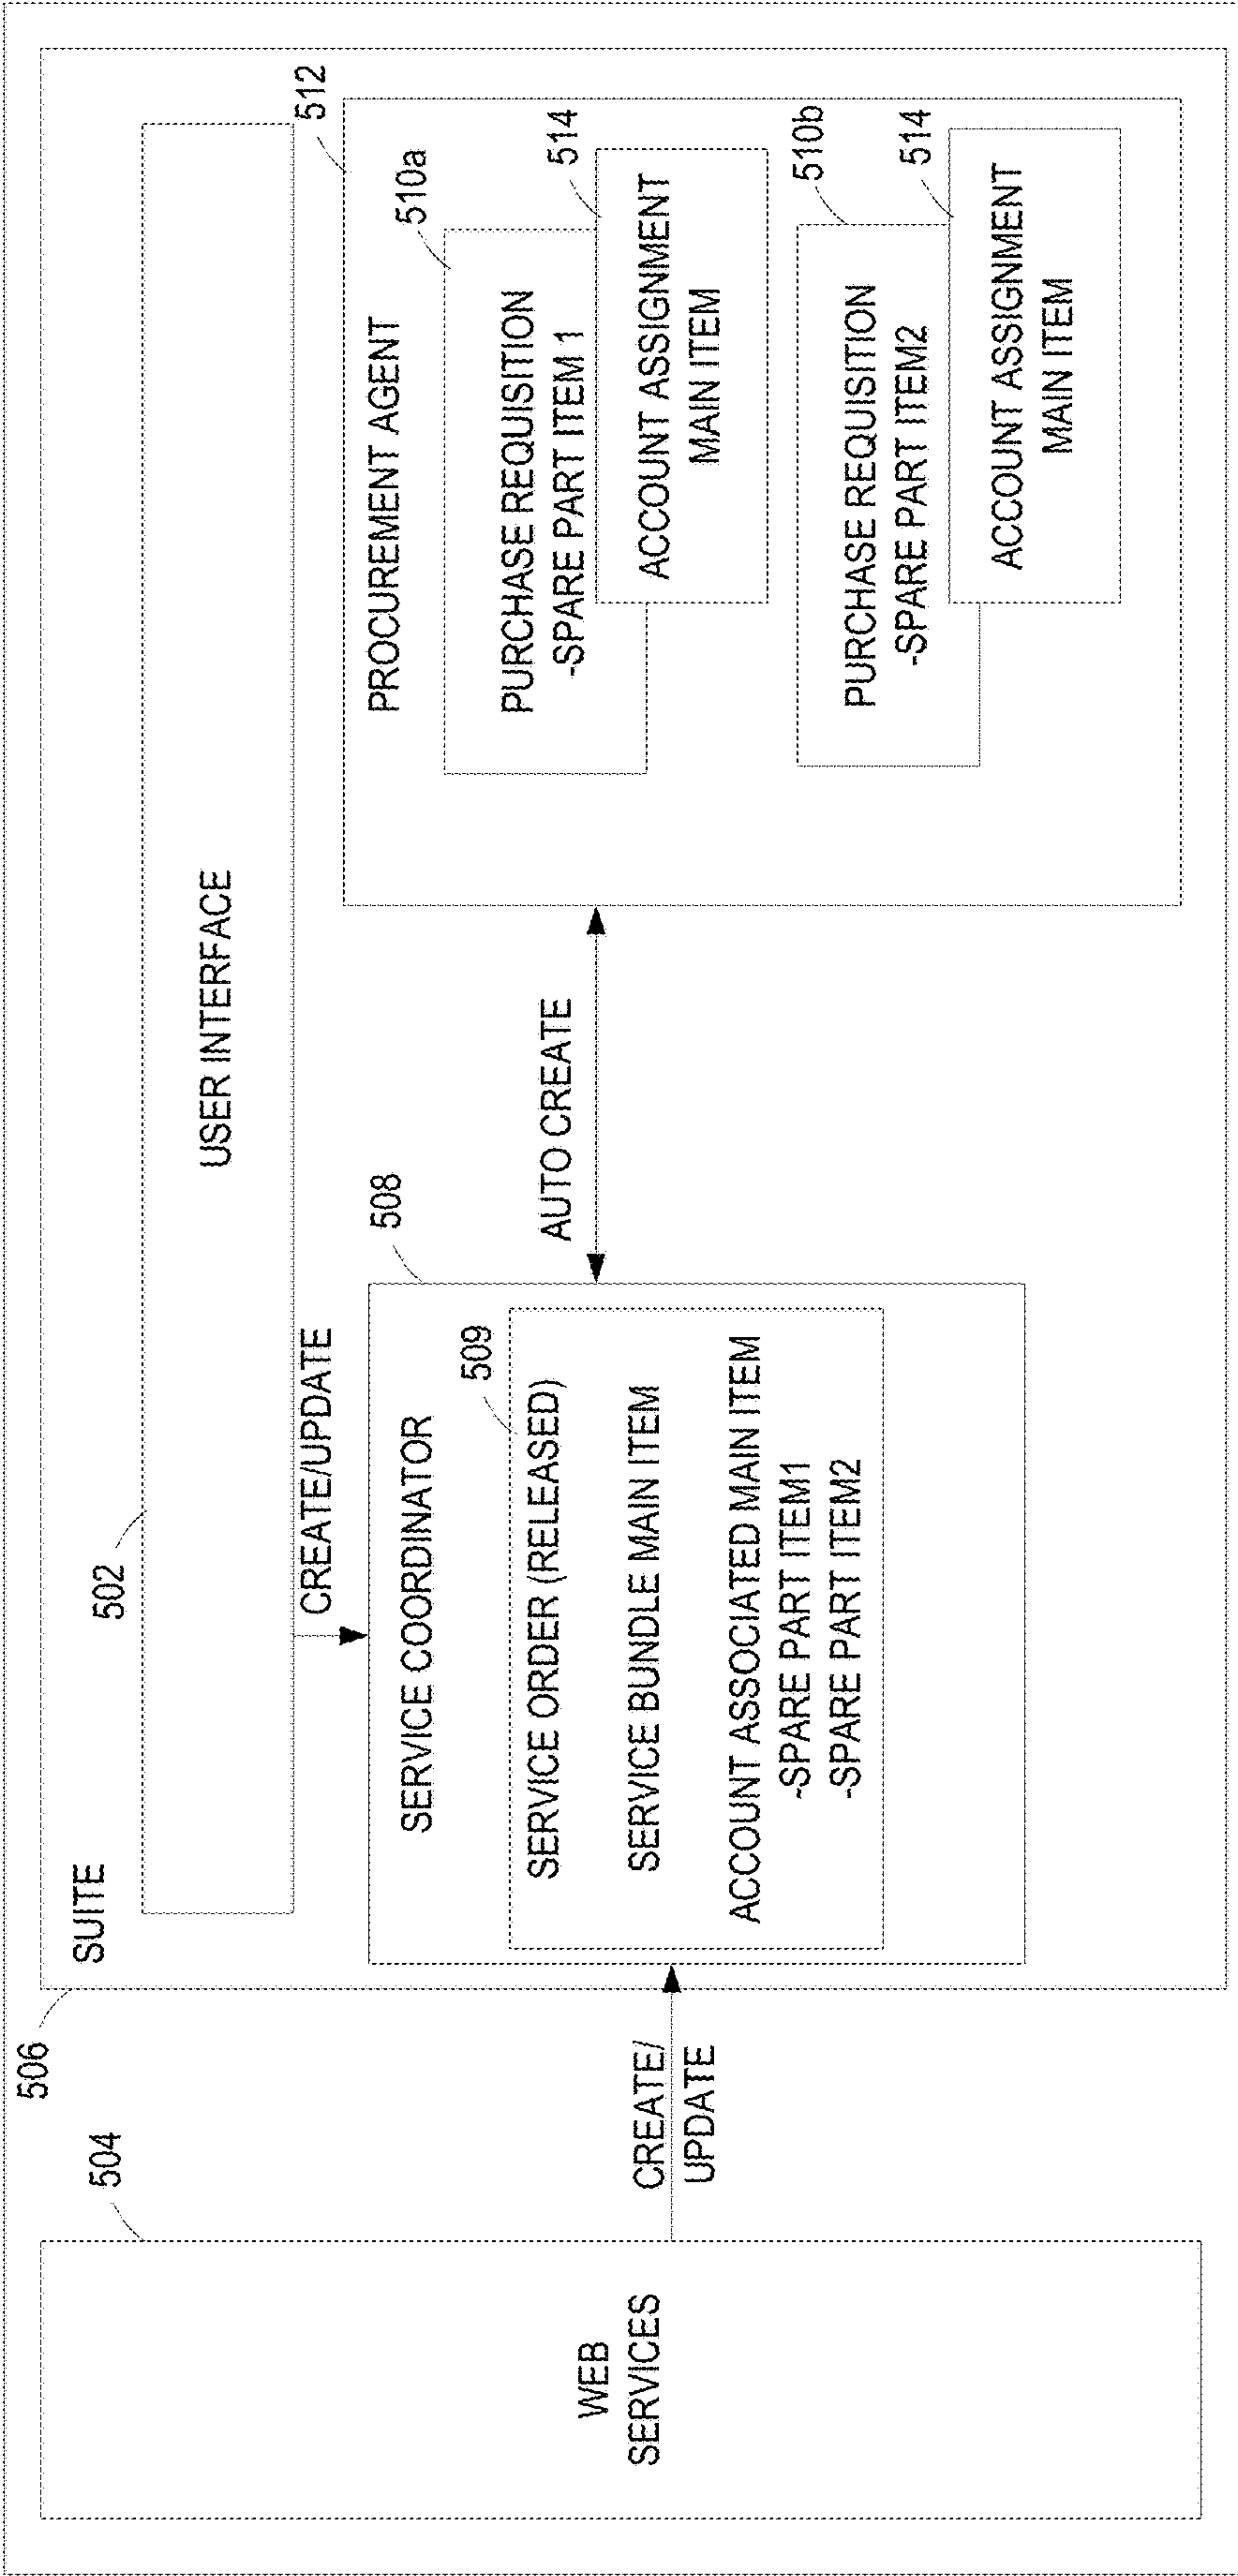 506
SUITE
502
USER INTERFACE
504
WEB
SERVICES
CREATE/
UPDATE
CREATE/UPDATE
508
SERVICE COORDINATOR
509
SERVICE ORDER (RELEASED)
SERVICE BUNDLE MAIN ITEM
ACCOUNT ASSOCIATED MAIN ITEM
-SPARE PART ITEM1
-SPARE PART ITEM2
AUTO CREATE
512
PROCUREMENT AGENT
510a
PURCHASE REQUISITION
-SPARE PART ITEM 1
514
ACCOUNT ASSIGNMENT
MAIN ITEM
510b
PURCHASE REQUISITION
-SPARE PART ITEM2
514
ACCOUNT ASSIGNMENT
MAIN ITEM